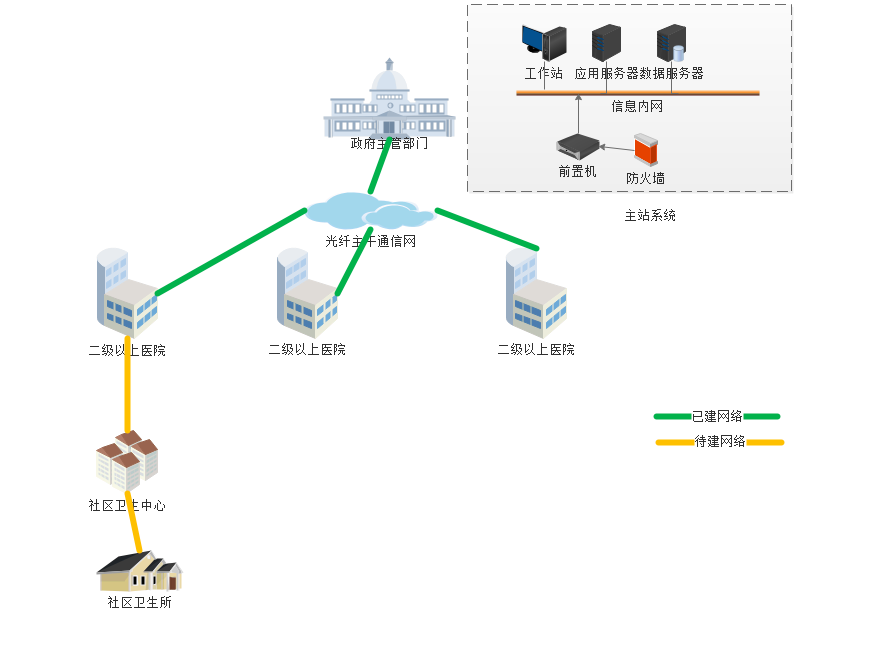 工作站
应用服务器
数据服务器
信息内网
前置机
防火墙
主站系统
政府主管部门
光纤主干通信网
二级以上医院
二级以上医院
二级以上医院
已建网络
待建网络
社区卫生中心
社区卫生所